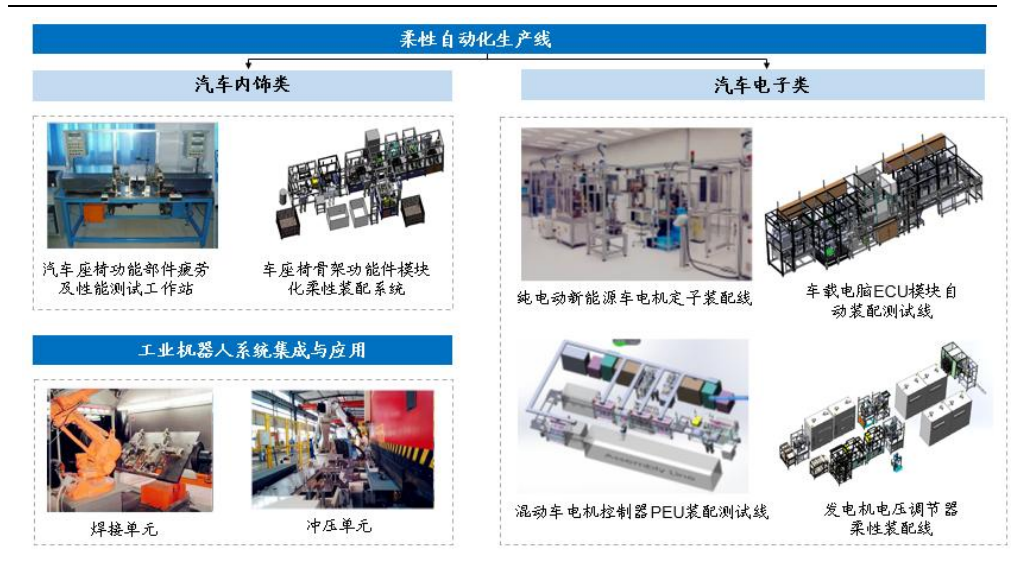 柔性自动化生产线
汽车内饰类
汽车座椅功能部件疲劳
及性能测试工作站
车座椅骨架功能件模块
化柔性装配系统
工业机器人系统集成与应用
焊接单元
冲压单元
汽车电子类
纯电动新能源车电机定子装配线
车载电脑ECU模块自
动装配测试线
Assembly Line
混动车电机控制器PEU装配测试线
发电机电压调节器
柔性装配线